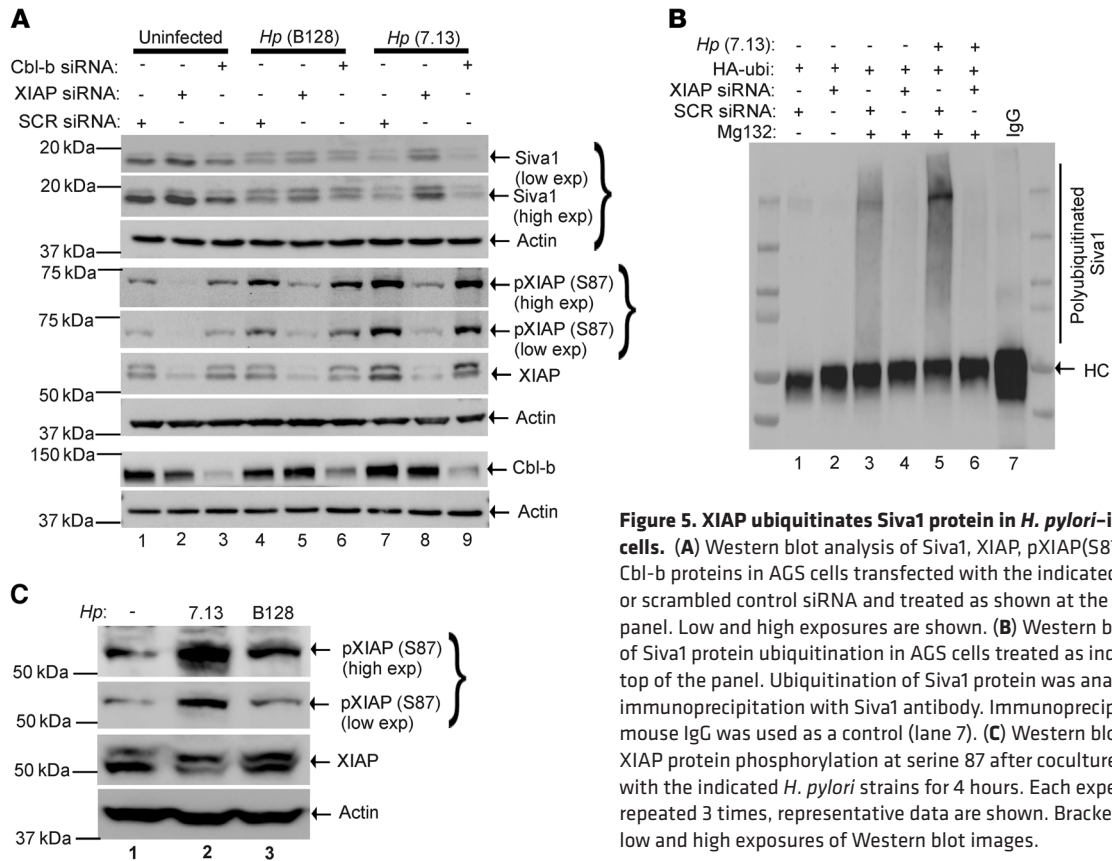 A
Uninfected Hp (B128) Hp (7.13)
Cbl-b siRNA: - - + - - + - - +
XIAP siRNA: - + - - + - - + -
SCR siRNA: + - - + - - + - -
20 kDa
Siva1
(low exp)
20 kDa
Siva1
(high exp)
Actin
37 kDa
75 kDa
pXIAP (S87)
(high exp)
75 kDa
pXIAP (S87)
(low exp)
XIAP
50 kDa
Actin
37 kDa
150 kDa
Cbl-b
Actin
37 kDa
1 2 3 4 5 6 7 8 9
B
Hp (7.13): - - - - + +
HA-ubi: + + + + + +
XIAP siRNA: - + - + - +
SCR siRNA: + - + - + -
Mg132: - - + + + +
IgG
Polyubiquitinated
Siva1
HC
1 2 3 4 5 6 7
C
Hp: - 7.13 B128
pXIAP (S87)
(high exp)
50 kDa
pXIAP (S87)
(low exp)
50 kDa
XIAP
50 kDa
Actin
37 kDa
1 2 3
Figure 5. XIAP ubiquitinates Siva1 protein in H. pylori–i
cells. (A) Western blot analysis of Siva1, XIAP, pXIAP(S8
Cbl-b proteins in AGS cells transfected with the indicated
or scrambled control siRNA and treated as shown at the
panel. Low and high exposures are shown. (B) Western b
of Siva1 protein ubiquitination in AGS cells treated as ind
top of the panel. Ubiquitination of Siva1 protein was ana
immunoprecipitation with Siva1 antibody. Immunoprecip
mouse IgG was used as a control (lane 7). (C) Western blo
XIAP protein phosphorylation at serine 87 after coculture
with the indicated H. pylori strains for 4 hours. Each expe
repeated 3 times, representative data are shown. Bracke
low and high exposures of Western blot images.